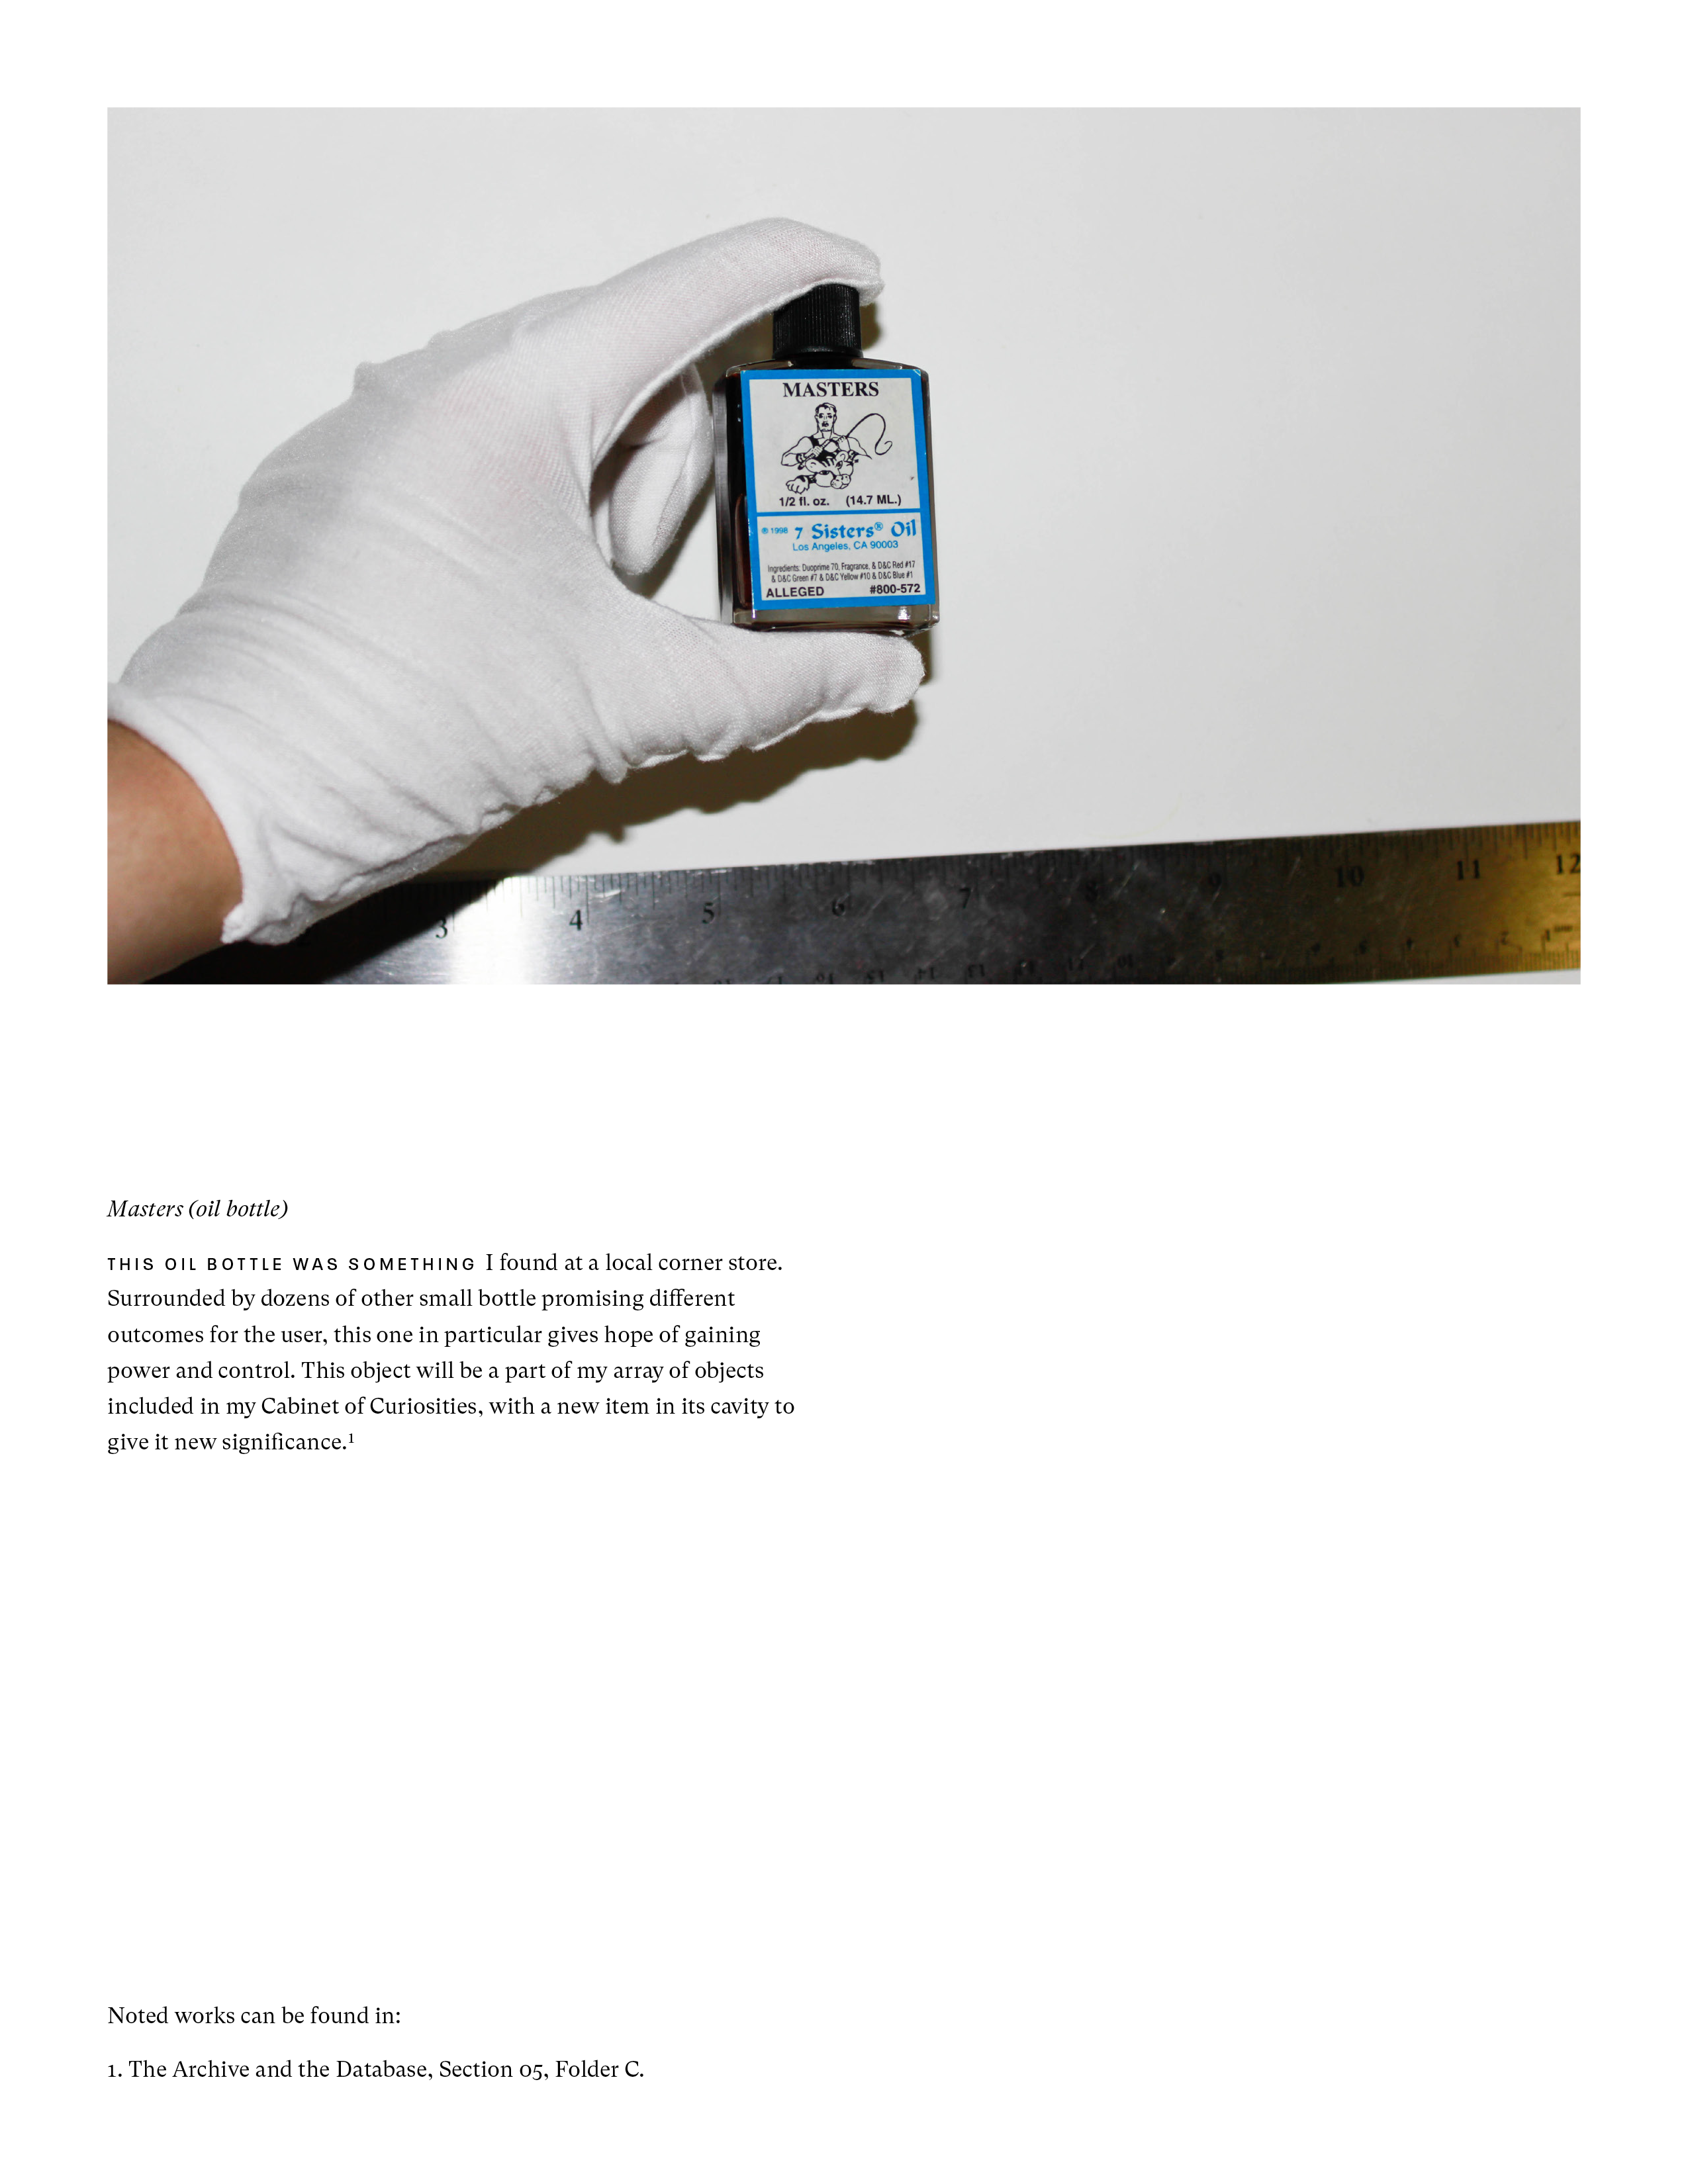 MASTERS
1/2 fl. oz. (14.7 ML.)
® 1998 7 Sisters® Oil
Los Angeles, CA 90003
Ingredients: Duoprime 70, Fragrance, & D&C Red #17
& D&C Green #7 & D&C Yellow #10 & D&C Blue #1
ALLEGED #800-572
3 4 5 6 7 8 9 10 11 12
Masters (oil bottle)
THIS OIL BOTTLE WAS SOMETHING I found at a local corner store.
Surrounded by dozens of other small bottle promising different
outcomes for the user, this one in particular gives hope of gaining
power and control. This object will be a part of my array of objects
included in my Cabinet of Curiosities, with a new item in its cavity to
give it new significance.¹
Noted works can be found in:
1. The Archive and the Database, Section 05, Folder C.